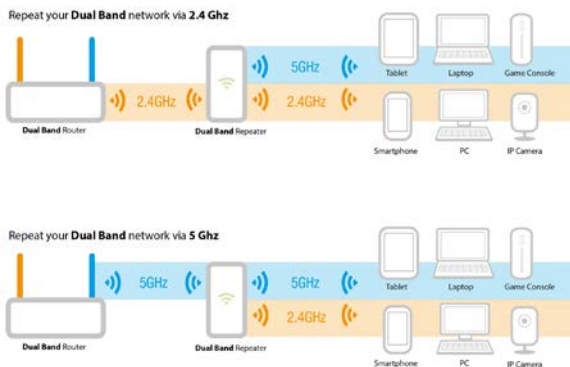 Repeat your Dual Band network via 2.4 Ghz
5GHz
Tablet
Laptop
Game Console
2.4GHz
2.4GHz
Dual Band Router
Dual Band Repeater
Smartphone
PC
IP Camera
Repeat your Dual Band network via 5 Ghz
5GHz
5GHz
Tablet
Laptop
Game Console
2.4GHz
Dual Band Router
Dual Band Repeater
Smartphone
PC
IP Camera